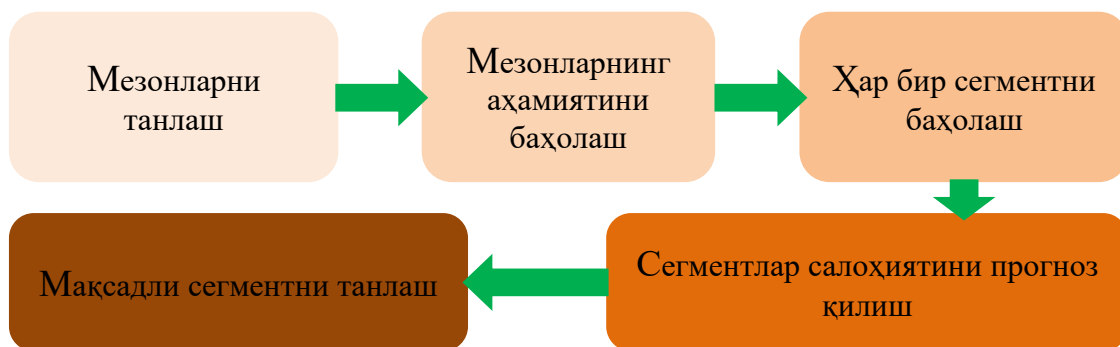 Мезонларни
танлаш
Мезонларнинг
аҳамиятини
баҳолаш
Ҳар бир сегментни
баҳолаш
Сегментлар салоҳиятини прогноз
қилиш
Мақсадли сегментни танлаш